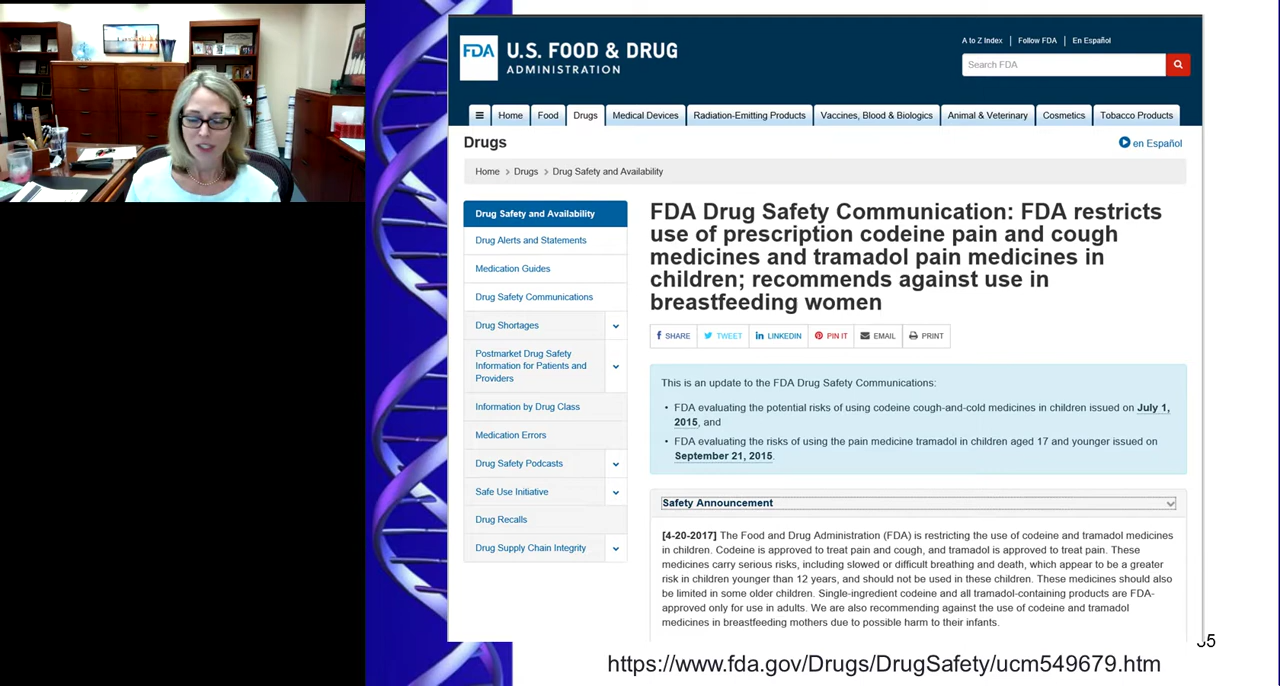 FDA U.S. FOOD & DRUG
ADMINISTRATION
A to Z Index | Follow FDA | En Español
Search FDA
Home Food Drugs Medical Devices Radiation-Emitting Products Vaccines, Blood & Biologics Animal & Veterinary Cosmetics Tobacco Products
Drugs
en Español
Home > Drugs > Drug Safety and Availability
Drug Safety and Availability
Drug Alerts and Statements
Medication Guides
Drug Safety Communications
Drug Shortages
Postmarket Drug Safety
Information for Patients and
Providers
Information by Drug Class
Medication Errors
Drug Safety Podcasts
Safe Use Initiative
Drug Recalls
Drug Supply Chain Integrity
FDA Drug Safety Communication: FDA restricts
use of prescription codeine pain and cough
medicines and tramadol pain medicines in
children; recommends against use in
breastfeeding women
SHARE TWEET LINKEDIN PIN IT EMAIL PRINT
This is an update to the FDA Drug Safety Communications:
• FDA evaluating the potential risks of using codeine cough-and-cold medicines in children issued on July 1,
2015, and
• FDA evaluating the risks of using the pain medicine tramadol in children aged 17 and younger issued on
September 21, 2015.
Safety Announcement
[4-20-2017] The Food and Drug Administration (FDA) is restricting the use of codeine and tramadol medicines
in children. Codeine is approved to treat pain and cough, and tramadol is approved to treat pain. These
medicines carry serious risks, including slowed or difficult breathing and death, which appear to be a greater
risk in children younger than 12 years, and should not be used in these children. These medicines should also
be limited in some older children. Single-ingredient codeine and all tramadol-containing products are FDA-
approved only for use in adults. We are also recommending against the use of codeine and tramadol
medicines in breastfeeding mothers due to possible harm to their infants.
https://www.fda.gov/Drugs/DrugSafety/ucm549679.htm